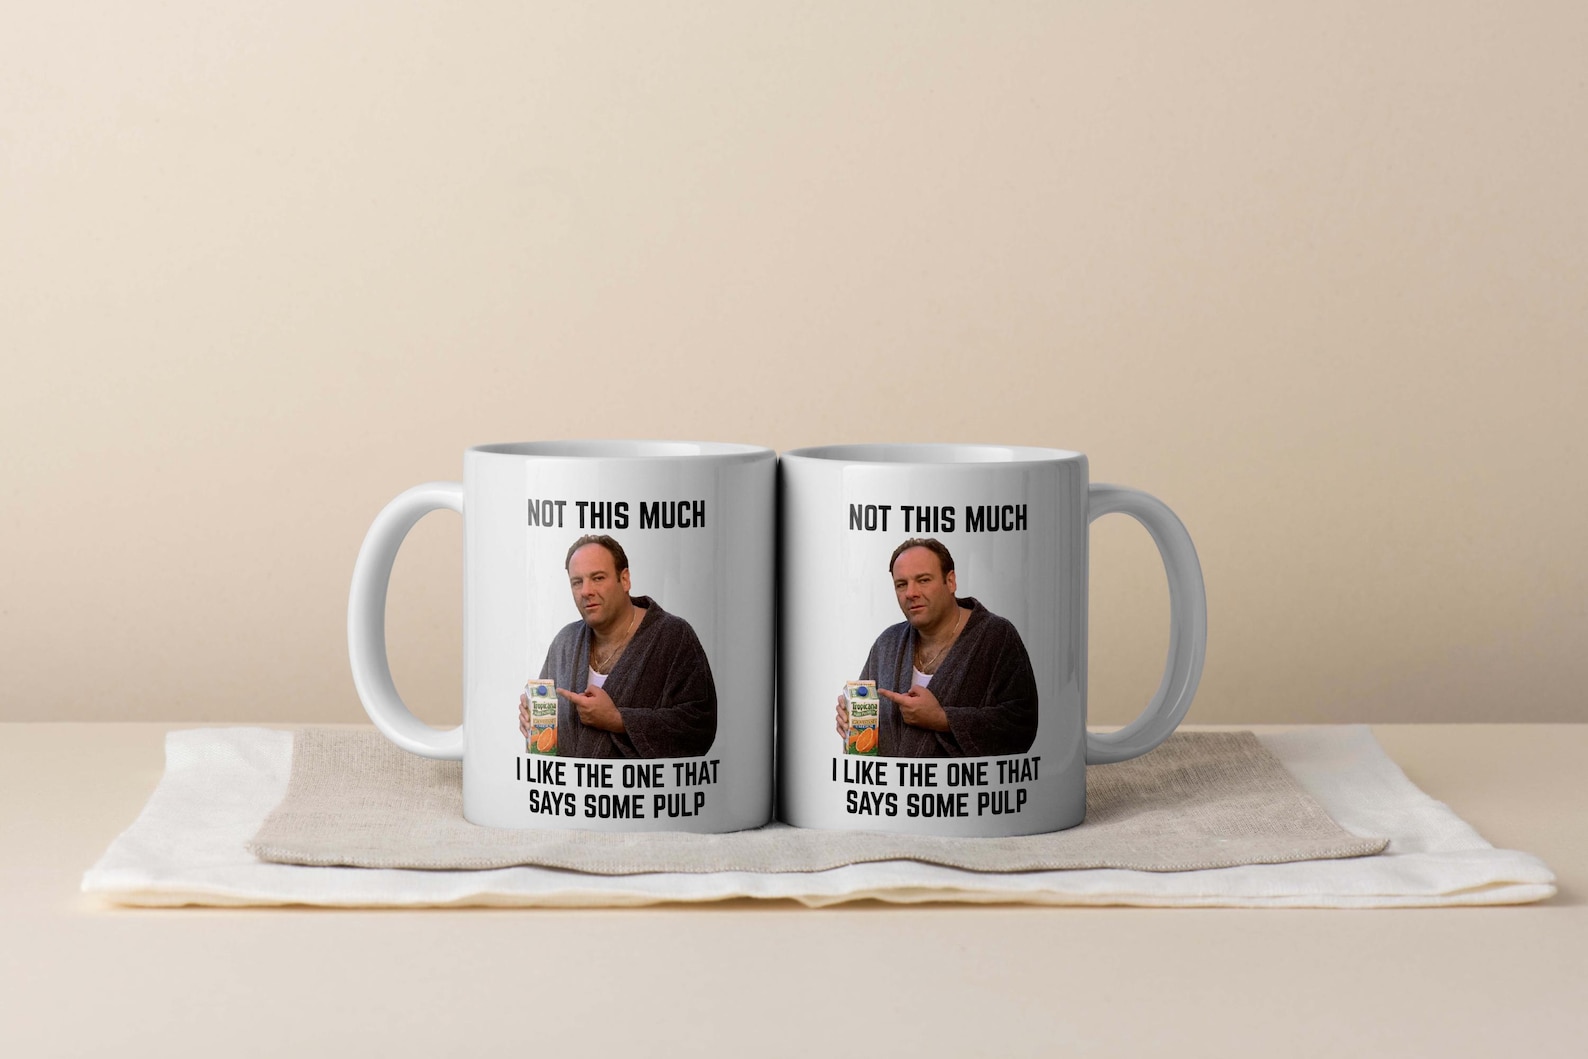 NOT THIS MUCH
Tropicana
I LIKE THE ONE THAT
SAYS SOME PULP
NOT THIS MUCH
Tropicana
I LIKE THE ONE THAT
SAYS SOME PULP